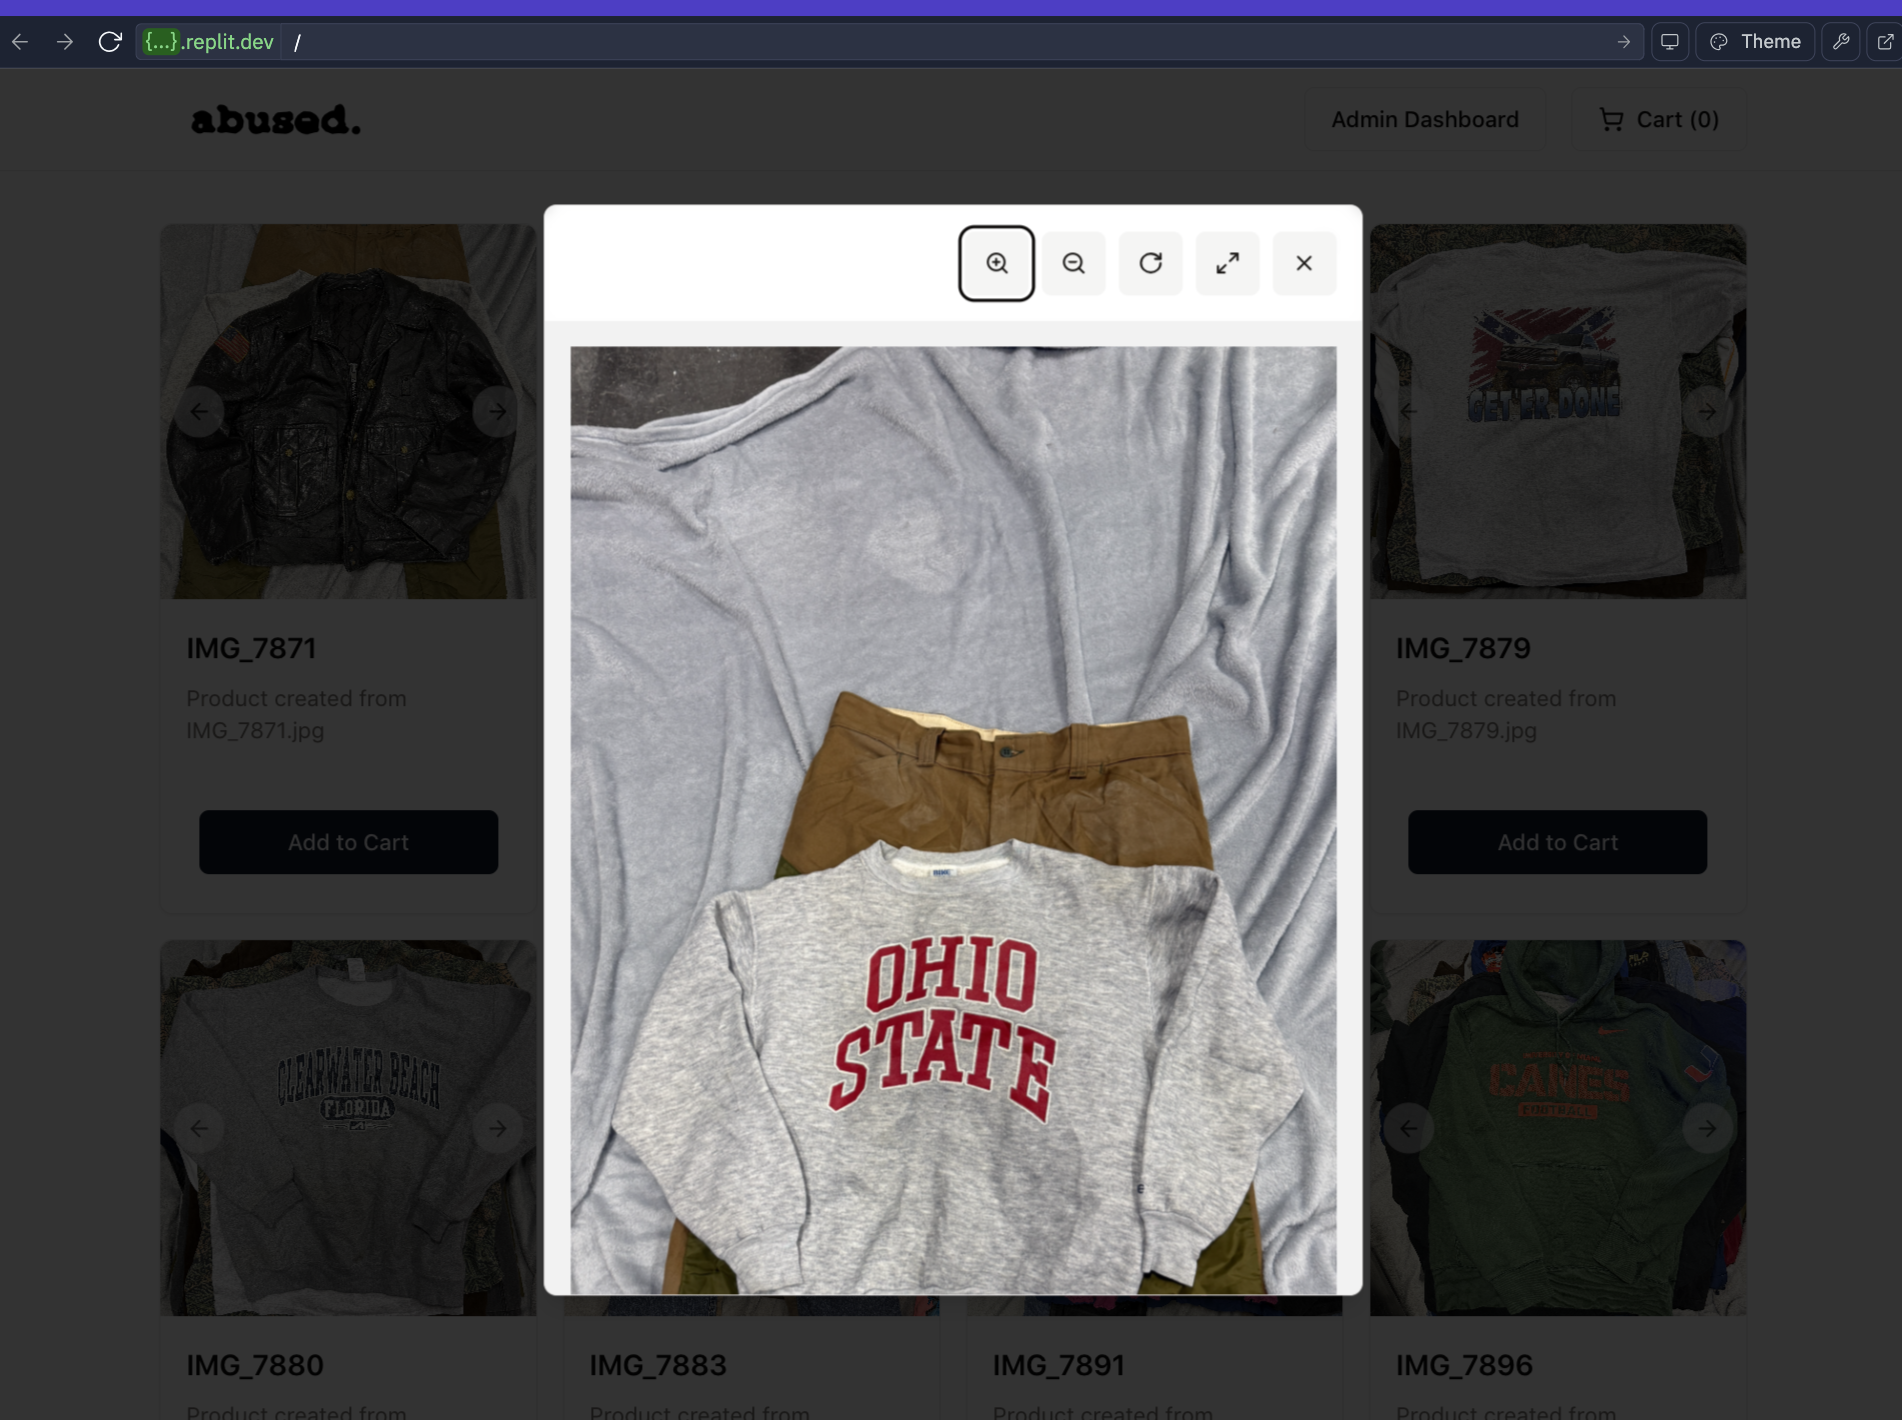 {...}.replit.dev /
Theme
abused.
Admin Dashboard
Cart (0)
GET 'ER DONE
IMG_7871
Product created from
IMG_7871.jpg
Add to Cart
IMG_7879
Product created from
IMG_7879.jpg
Add to Cart
OHIO
STATE
CLEARWATER BEACH
FLORIDA
CANES
FOOTBALL
IMG_7880
Product created from
IMG_7883
Product created from
IMG_7891
Product created from
IMG_7896
Product created from